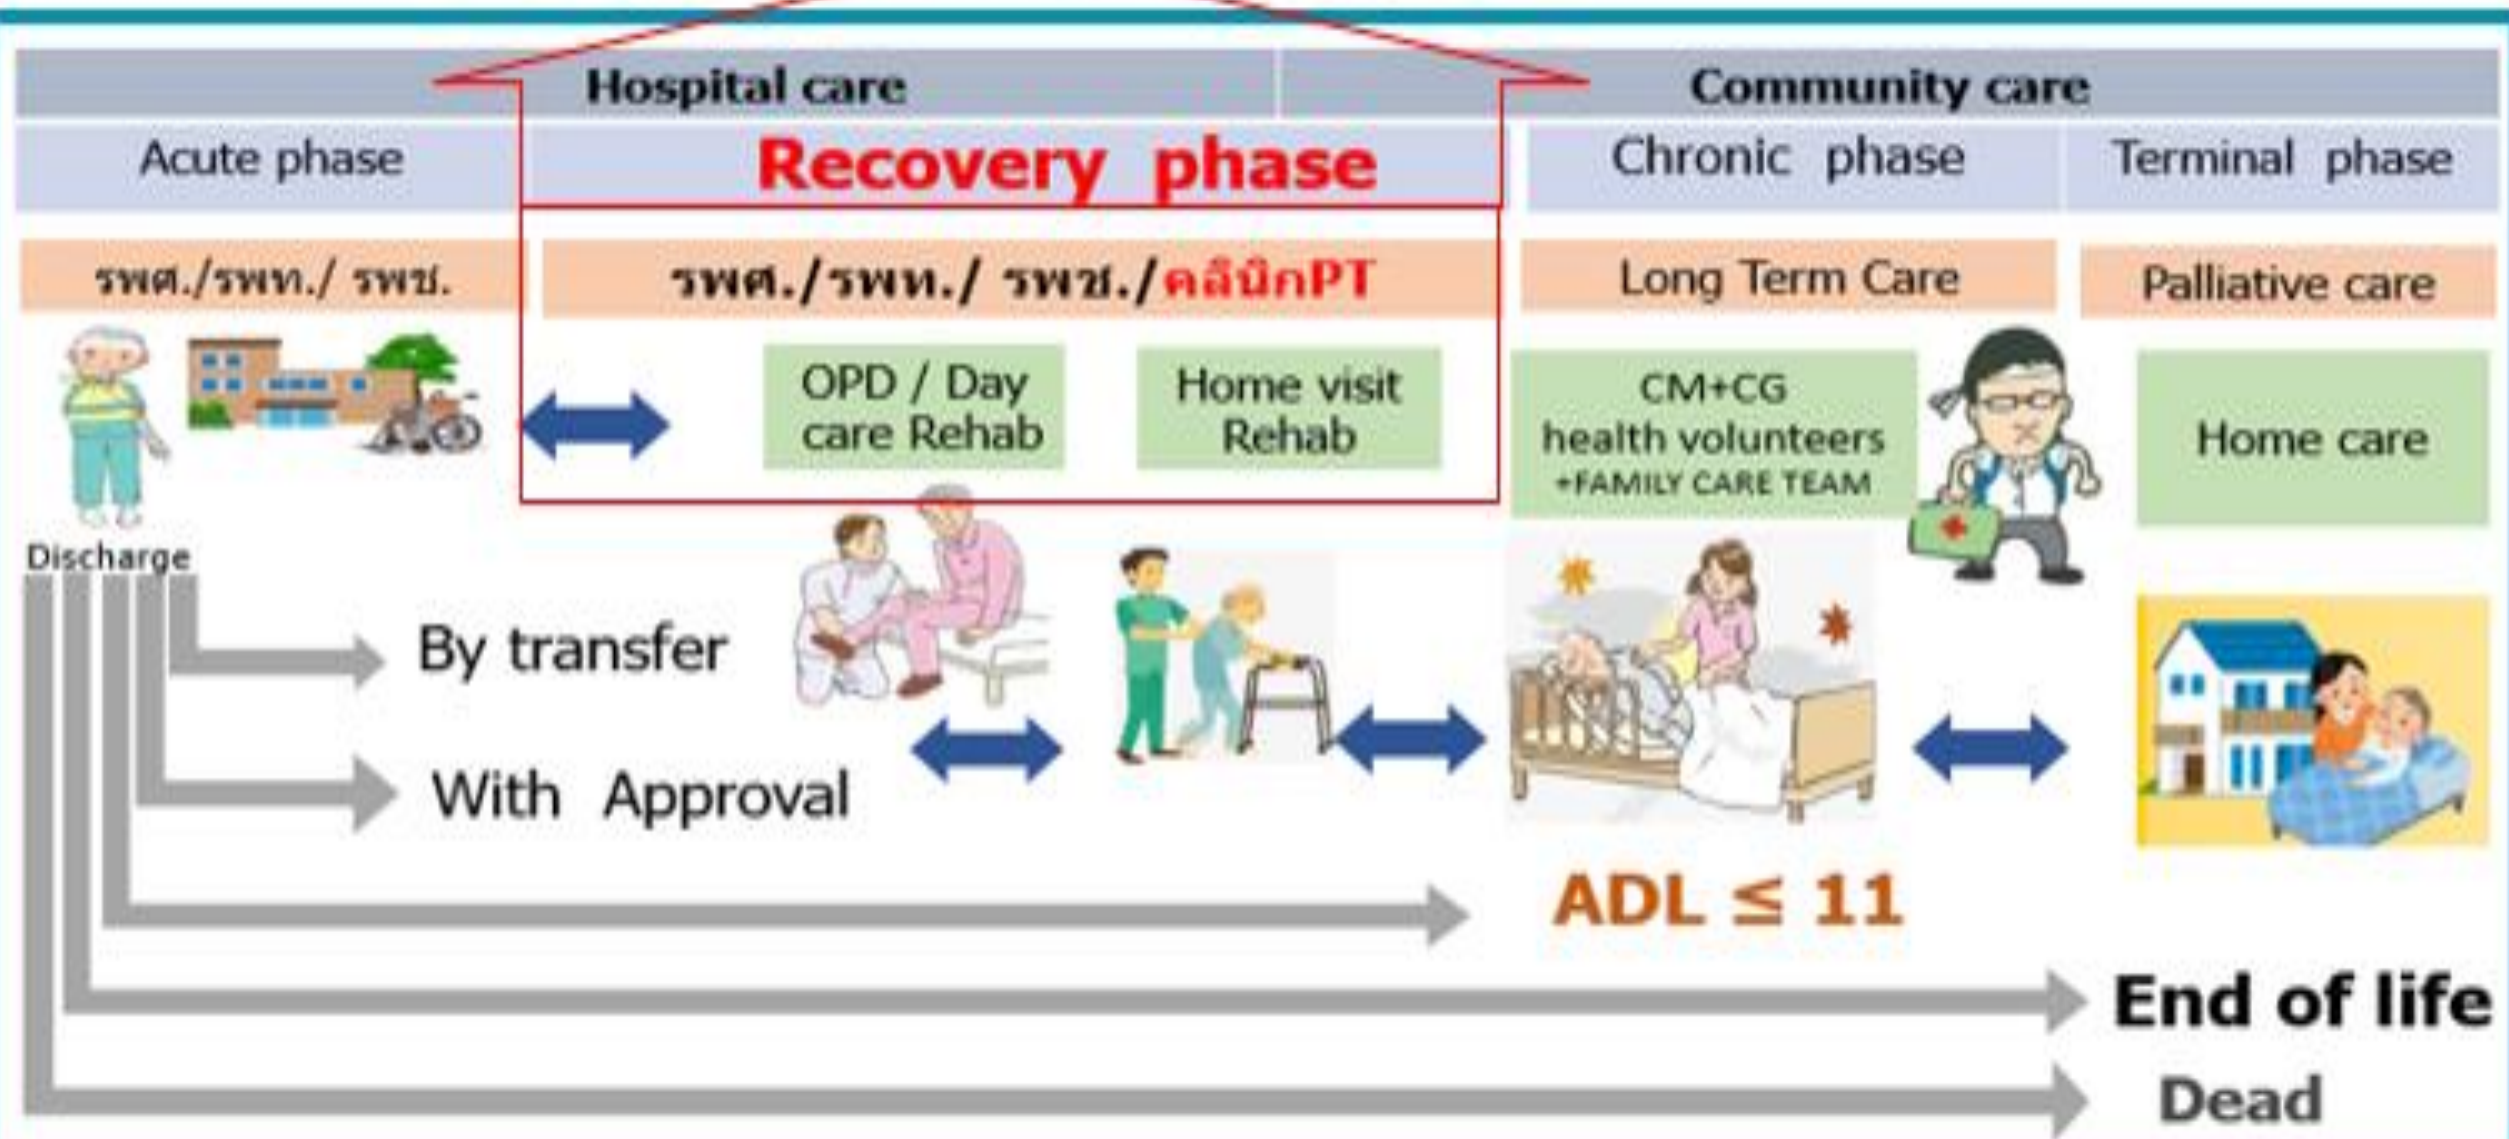 Hospital care
Community care
Acute phase
Recovery phase
Chronic phase
Terminal phase
รพศ./รพท./ รพช.
รพศ./รพท./ รพช./คลินิกPT
Long Term Care
Palliative care
OPD / Day
care Rehab
Home visit
Rehab
CM+CG
health volunteers
+FAMILY CARE TEAM
Home care
Discharge
By transfer
With Approval
ADL ≤ 11
End of life
Dead